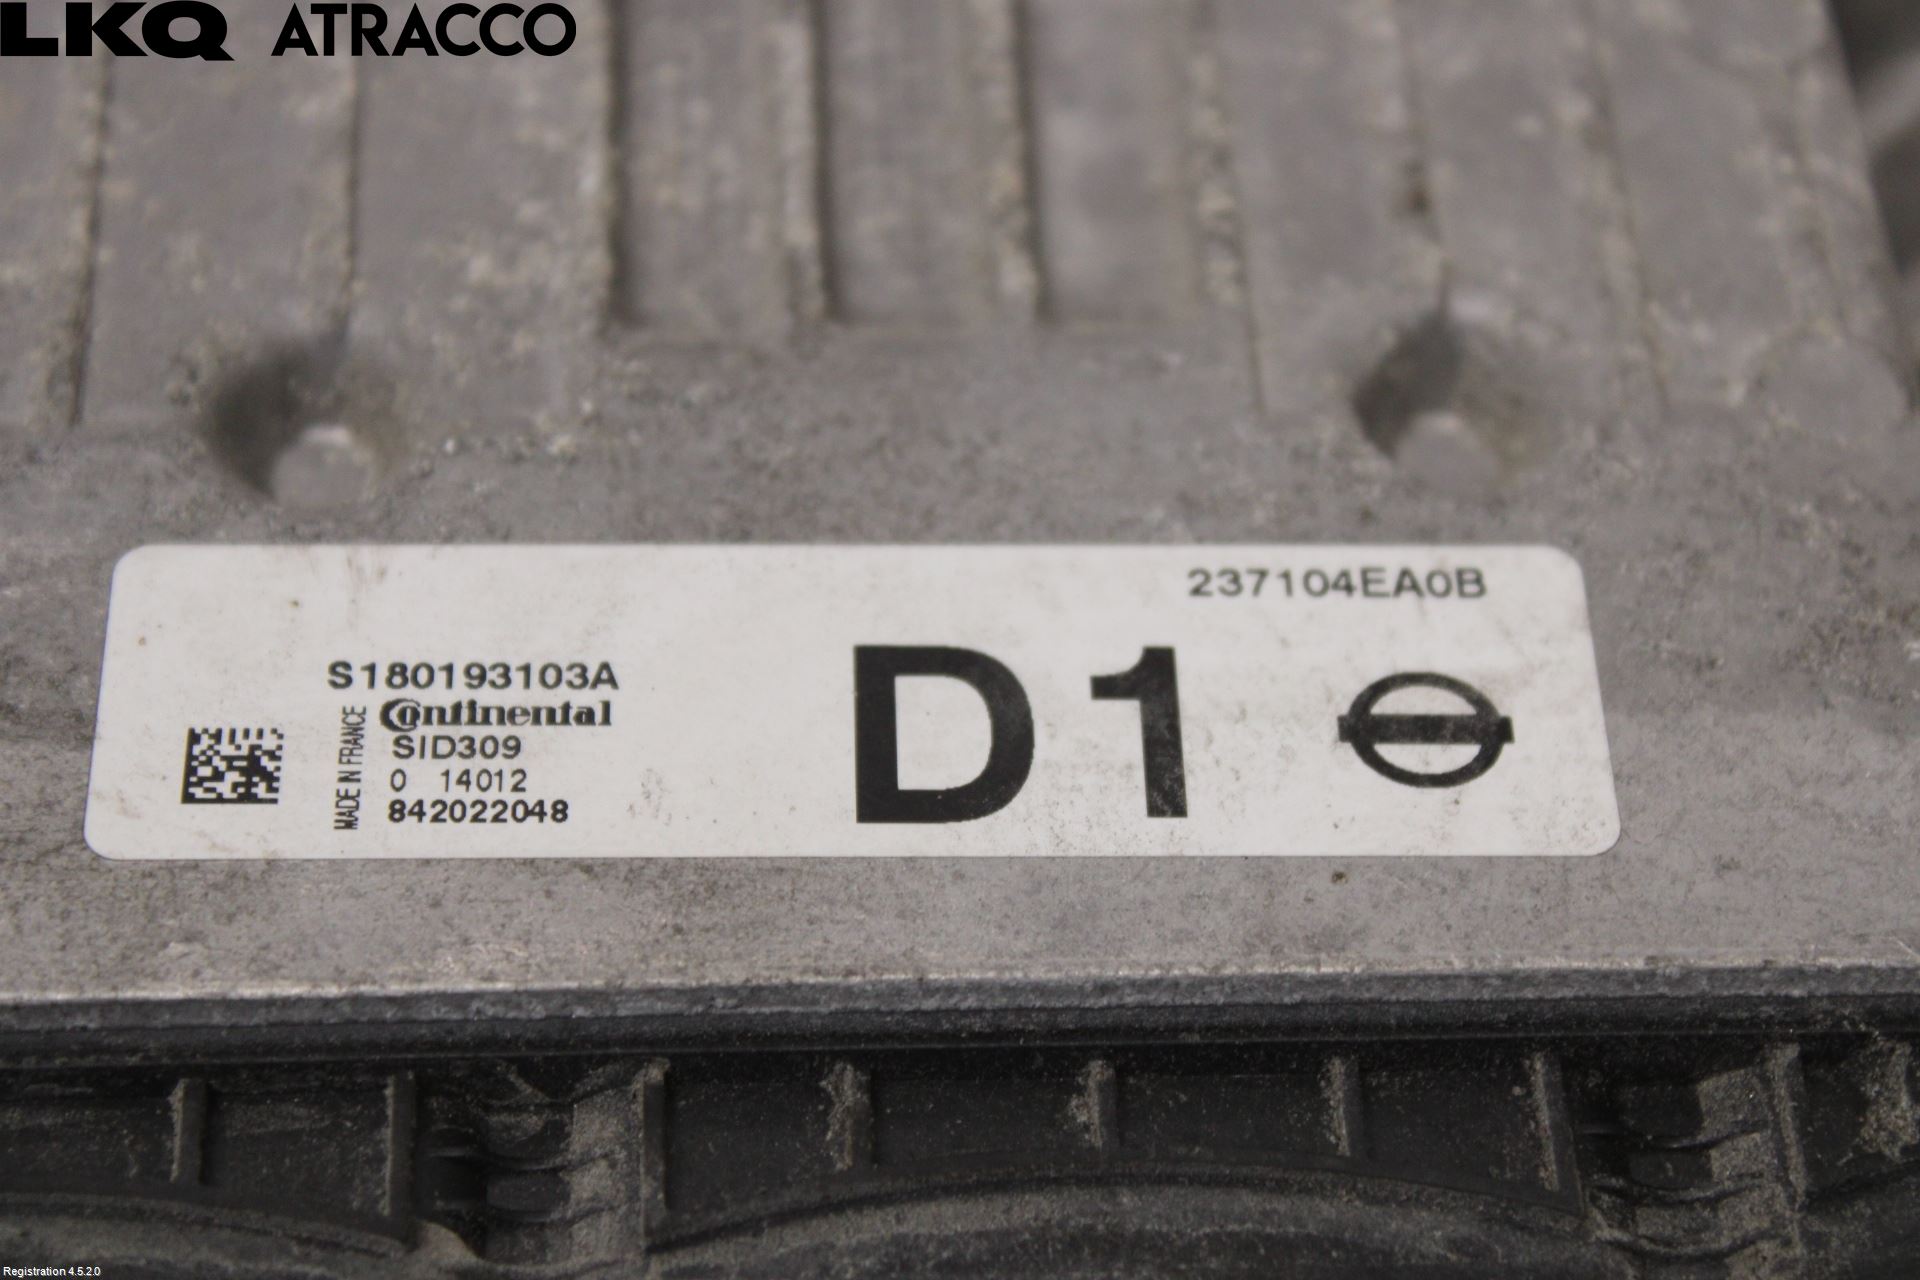 LKQ ATRACCO
237104EA0B
S180193103A
Continental
SID309
0 14012
842022048
MADE IN FRANCE
D1
Registration 4.5.2.0